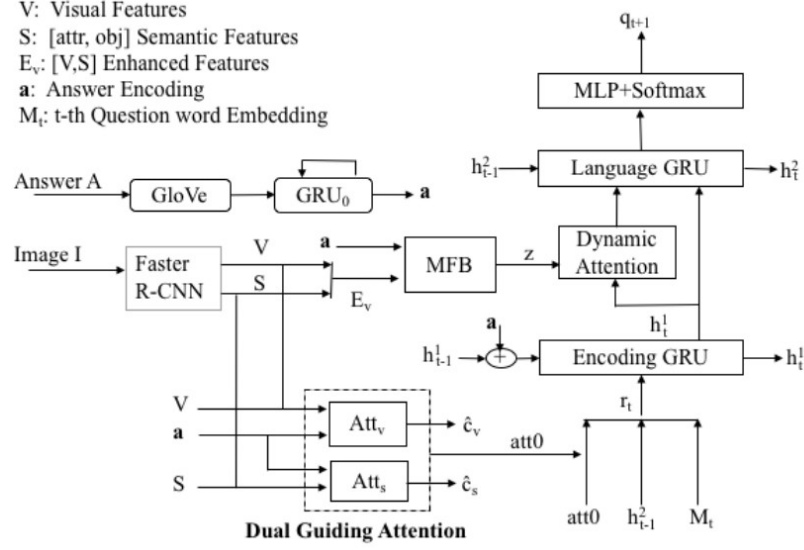 V: Visual Features
S: [attr, obj] Semantic Features
Eᵥ: [V,S] Enhanced Features
a: Answer Encoding
Mₜ: t-th Question word Embedding
qₜ₊₁
MLP+Softmax
h²ₜ₋₁
Language GRU
h²ₜ
Answer A
GloVe
GRU₀
a
Image I
Faster
R-CNN
V
S
a
Eᵥ
MFB
z
Dynamic
Attention
h¹ₜ
a
h¹ₜ₋₁
+
Encoding GRU
h¹ₜ
rₜ
V
a
S
Attᵥ
ĉᵥ
Attₛ
ĉₛ
att0
att0
h²ₜ₋₁
Mₜ
Dual Guiding Attention